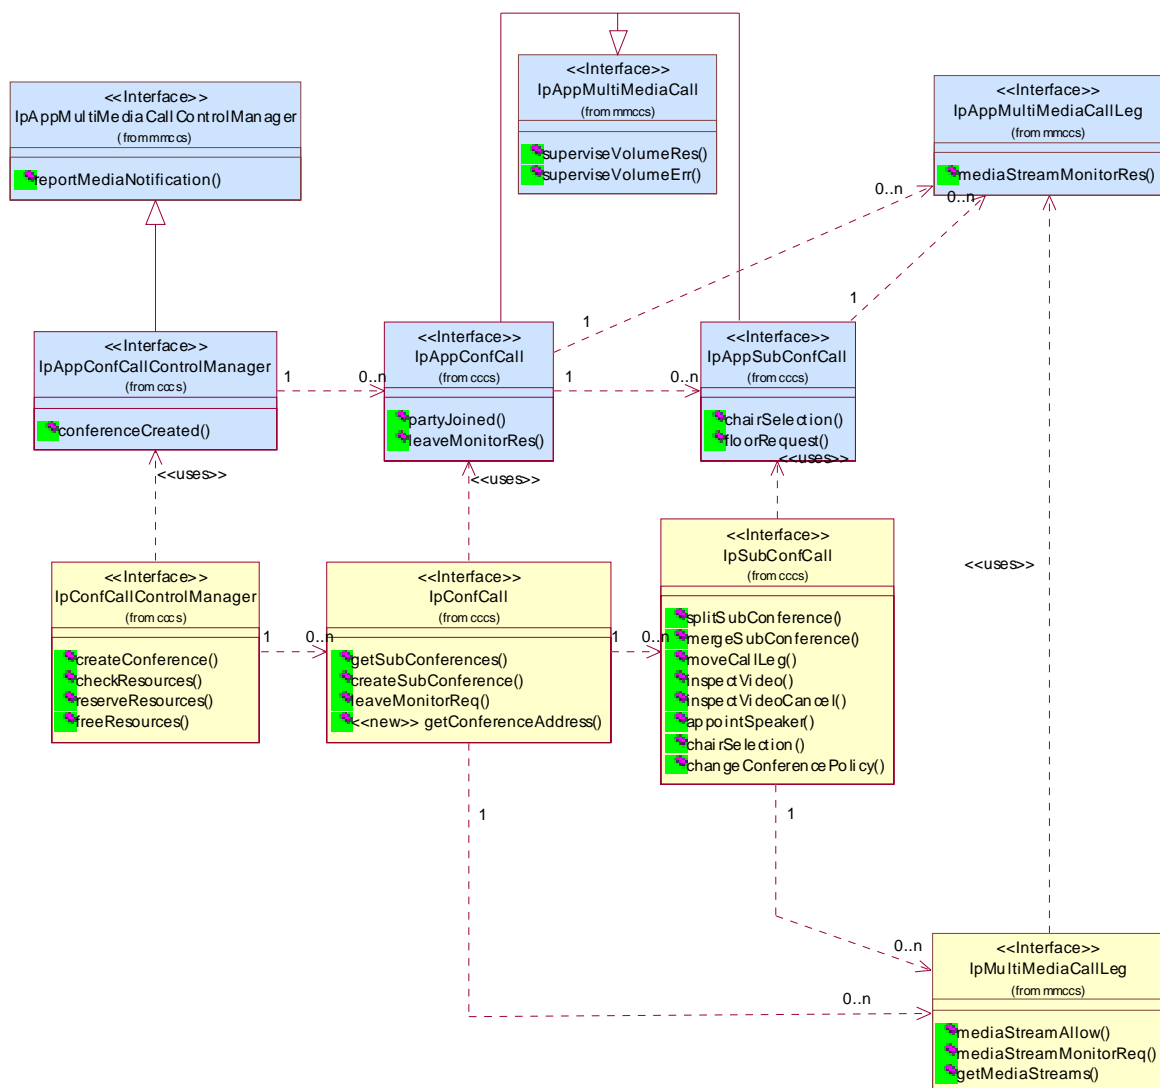 <<Interface>>
IpAppMultiMediaCall
(from mmccs)
superviseVolumeRes()
superviseVolumeErr()
<<Interface>>
IpAppMultiMediaCallControlManager
(from mmccs)
reportMediaNotification()
<<Interface>>
IpAppMultiMediaCallLeg
(from mmccs)
mediaStreamMonitorRes()
0..n
0..n
1
1
<<Interface>>
IpAppConfCallControlManager
(from cccs)
conferenceCreated()
1
0..n
<<Interface>>
IpAppConfCall
(from cccs)
partyJoined()
leaveMonitorRes()
1
0..n
<<Interface>>
IpAppSubConfCall
(from cccs)
chairSelection()
floorRequest()
<<uses>>
<<uses>>
<<uses>>
<<uses>>
<<Interface>>
IpConfCallControlManager
(from cccs)
createConference()
checkResources()
reserveResources()
freeResources()
1
0..n
<<Interface>>
IpConfCall
(from cccs)
getSubConferences()
createSubConference()
leaveMonitorReq()
<<new>> getConferenceAddress()
1
0..n
<<Interface>>
IpSubConfCall
(from cccs)
splitSubConference()
mergeSubConference()
moveCallLeg()
inspectVideo()
inspectVideoCancel()
appointSpeaker()
chairSelection()
changeConferencePolicy()
1
1
0..n
0..n
<<Interface>>
IpMultiMediaCallLeg
(from mmccs)
mediaStreamAllow()
mediaStreamMonitorReq()
getMediaStreams()